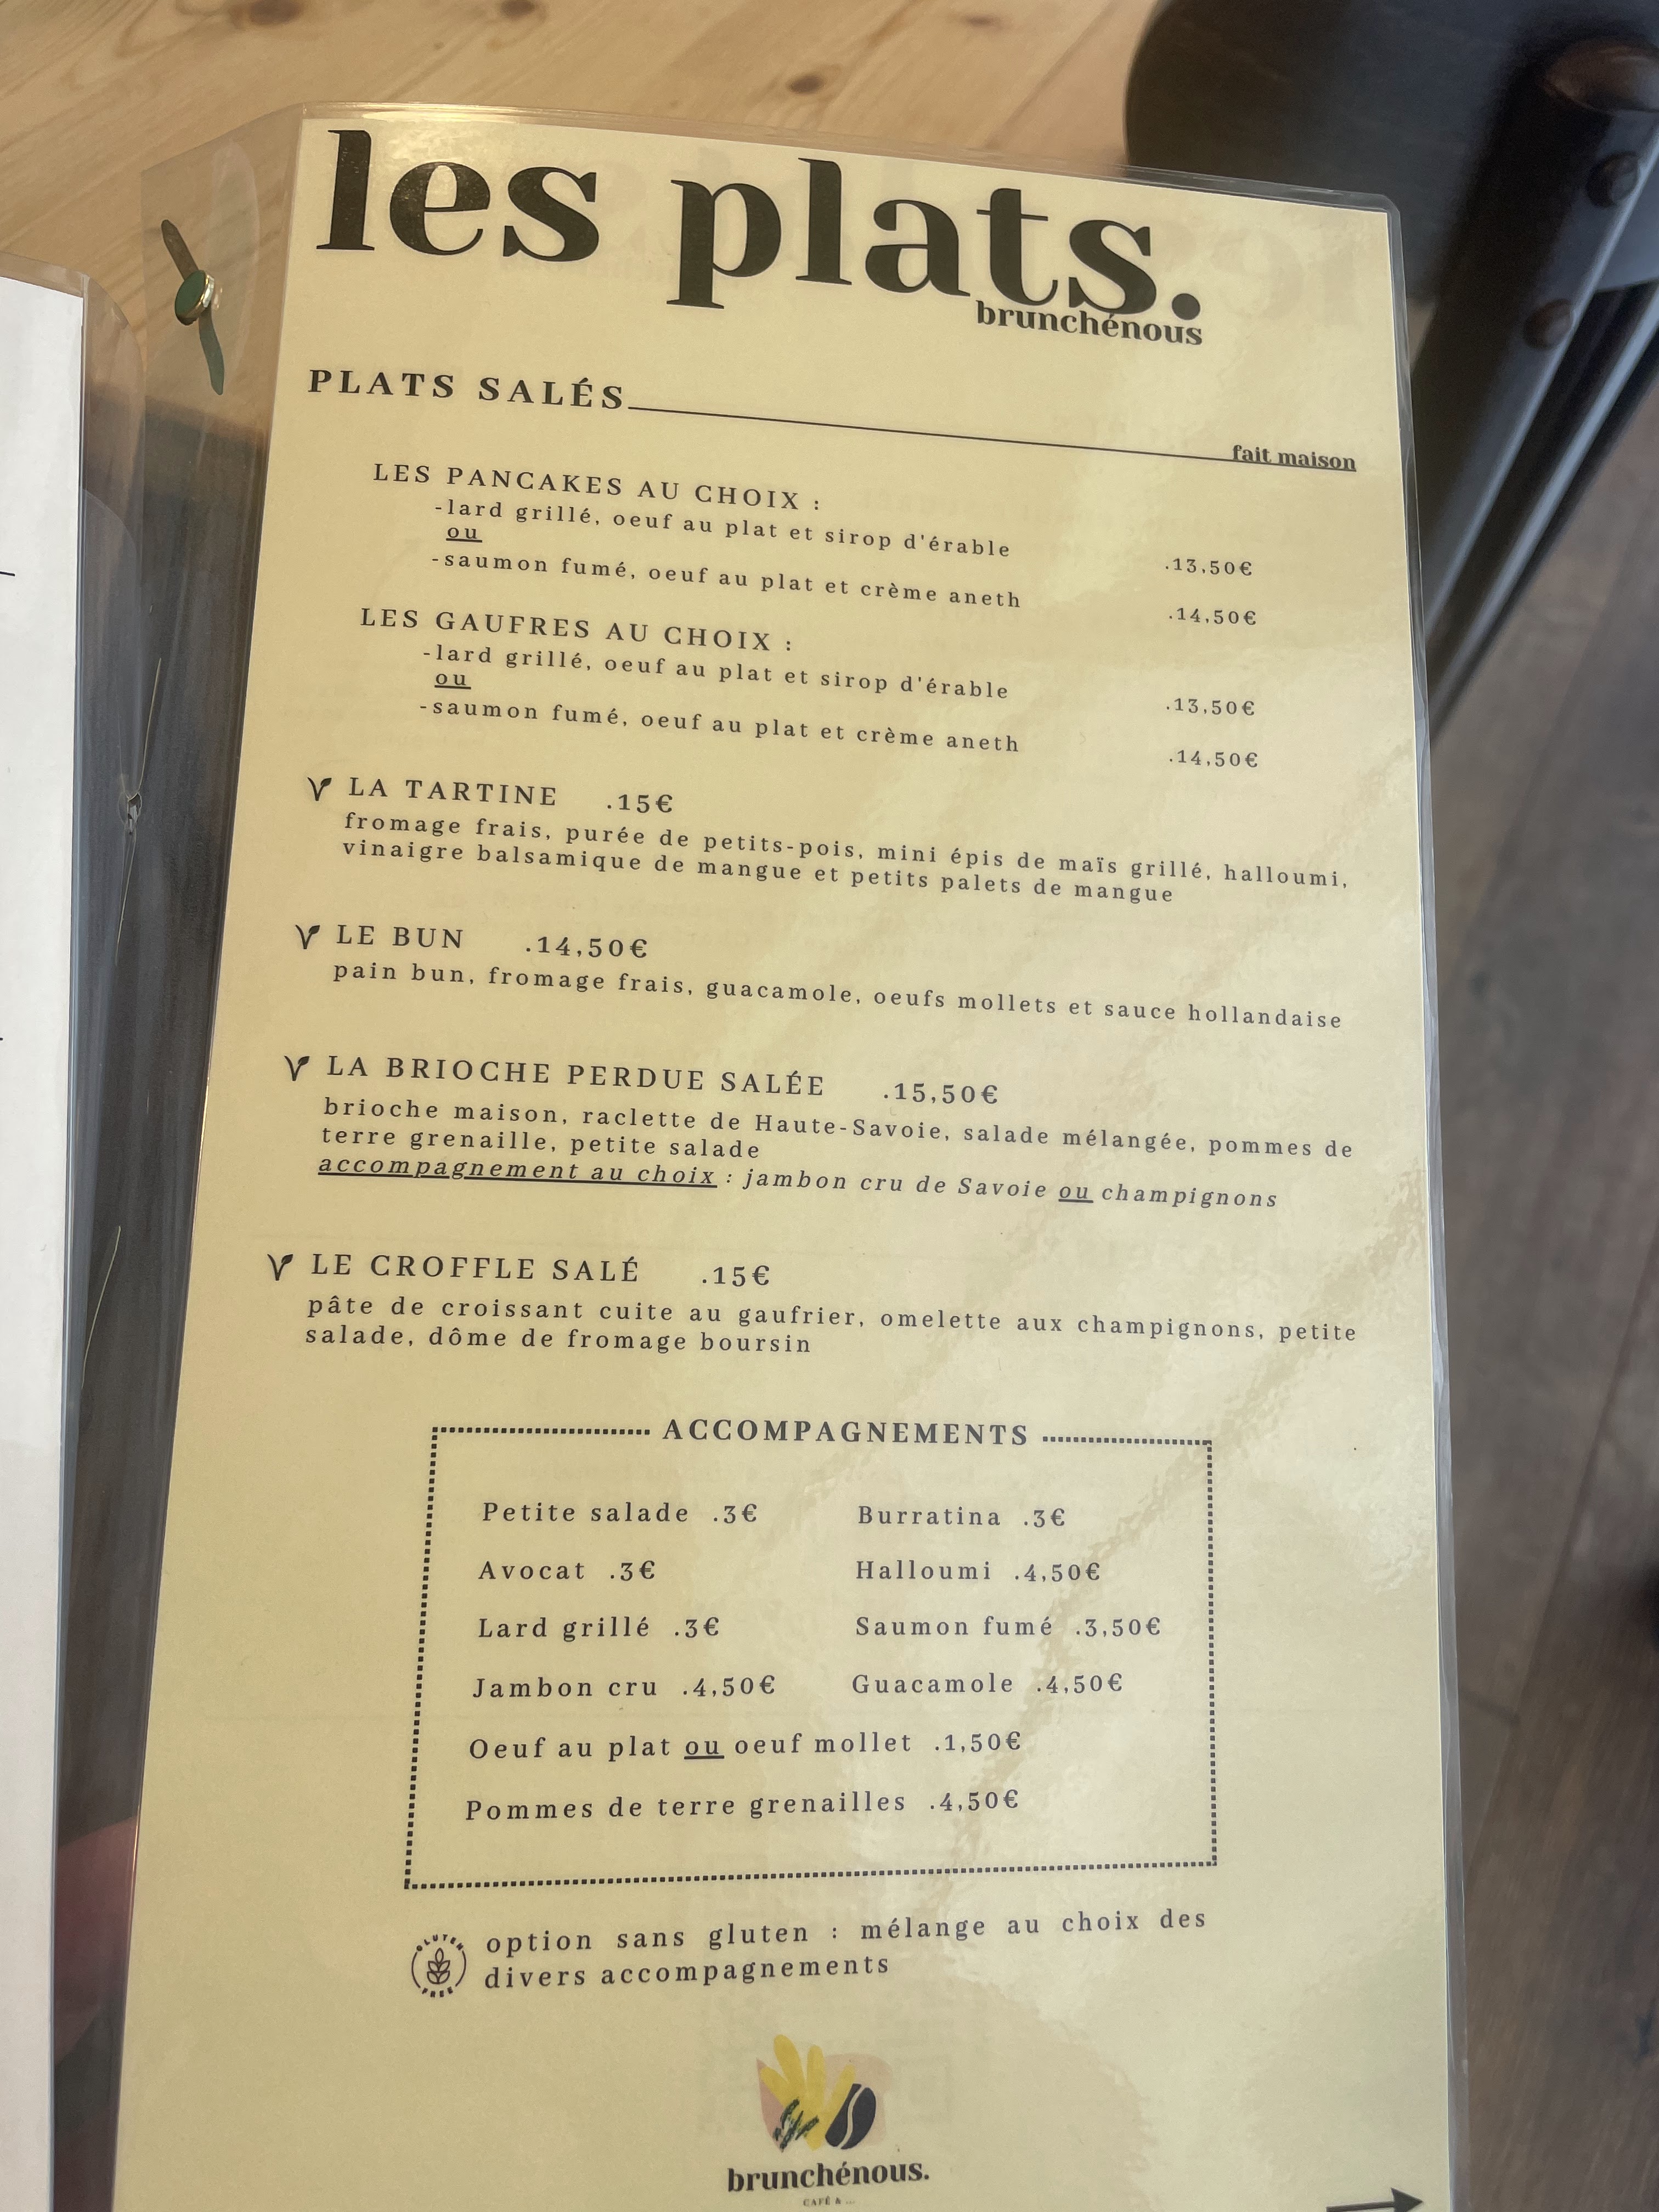 les plats.
brunchénous
PLATS SALÉS
fait maison
LES PANCAKES AU CHOIX :
-lard grillé, oeuf au plat et sirop d'érable .13,50€
ou
-saumon fumé, oeuf au plat et crème aneth .14,50€
LES GAUFRES AU CHOIX :
-lard grillé, oeuf au plat et sirop d'érable .13,50€
ou
-saumon fumé, oeuf au plat et crème aneth .14,50€
LA TARTINE .15€
fromage frais, purée de petits-pois, mini épis de maïs grillé, halloumi,
vinaigre balsamique de mangue et petits palets de mangue
LE BUN .14,50€
pain bun, fromage frais, guacamole, oeufs mollets et sauce hollandaise
LA BRIOCHE PERDUE SALÉE .15,50€
brioche maison, raclette de Haute-Savoie, salade mélangée, pommes de
terre grenaille, petite salade
accompagnement au choix : jambon cru de Savoie ou champignons
LE CROFFLE SALÉ .15€
pâte de croissant cuite au gaufrier, omelette aux champignons, petite
salade, dôme de fromage boursin
ACCOMPAGNEMENTS
Petite salade .3€ Burratina .3€
Avocat .3€ Halloumi .4,50€
Lard grillé .3€ Saumon fumé .3,50€
Jambon cru .4,50€ Guacamole .4,50€
Oeuf au plat ou oeuf mollet .1,50€
Pommes de terre grenailles .4,50€
GLUTEN FREE
option sans gluten : mélange au choix des
divers accompagnements
brunchénous.
CAFÉ & ...